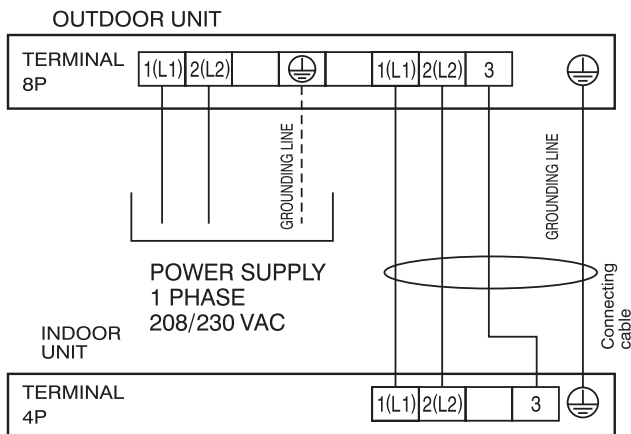 OUTDOOR UNIT
TERMINAL
8P
1(L1) 2(L2)
1(L1) 2(L2) 3
GROUNDING LINE
GROUNDING LINE
POWER SUPPLY
1 PHASE
208/230 VAC
Connecting
cable
INDOOR
UNIT
TERMINAL
4P
1(L1) 2(L2) 3